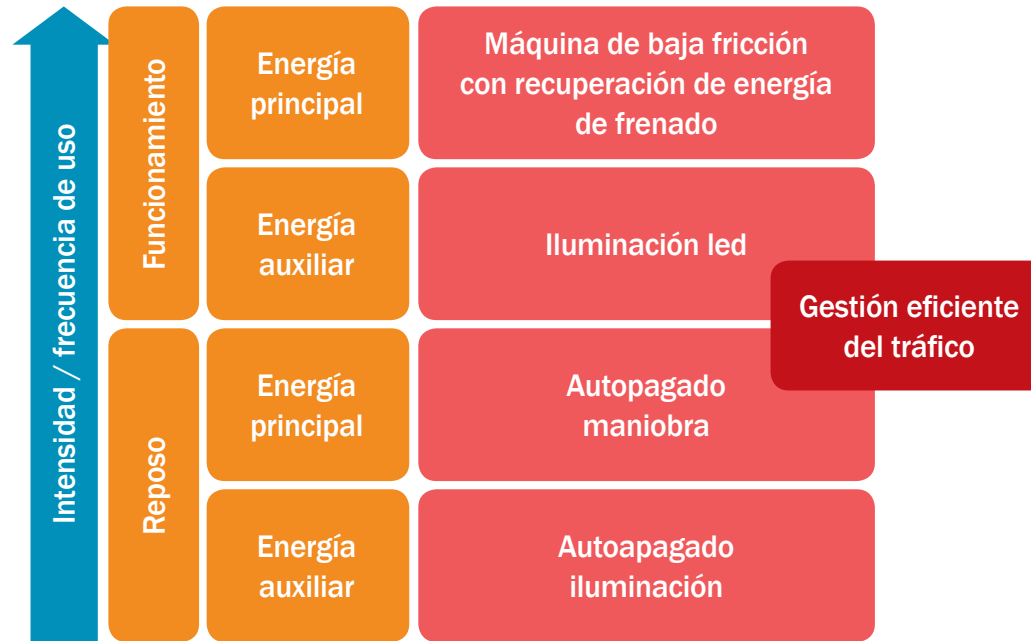 Intensidad / frecuencia de uso
Funcionamiento
Energía
principal
Máquina de baja fricción
con recuperación de energía
de frenado
Energía
auxiliar
Iluminación led
Gestión eficiente
del tráfico
Reposo
Energía
principal
Autopagado
maniobra
Energía
auxiliar
Autoapagado
iluminación